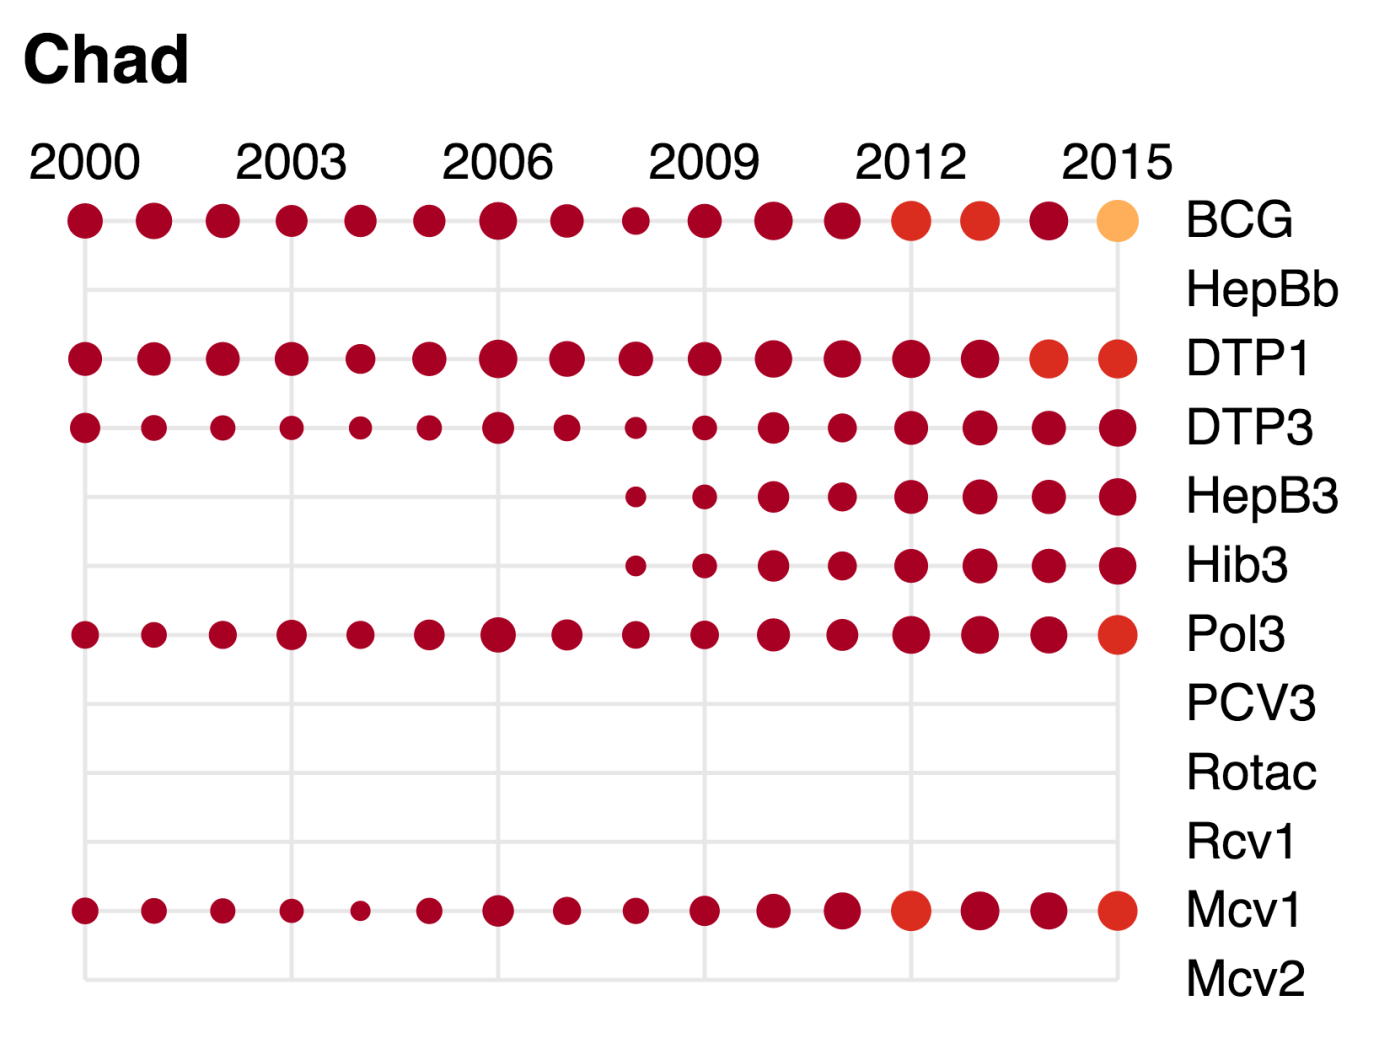 Chad
2000 2003 2006 2009 2012 2015
BCG
HepBb
DTP1
DTP3
HepB3
Hib3
Pol3
PCV3
Rotac
Rcv1
Mcv1
Mcv2